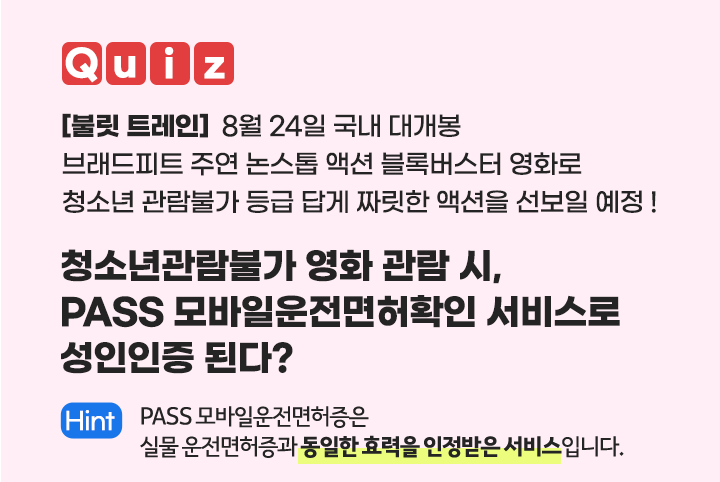 Quiz
[불릿 트레인] 8월 24일 국내 대개봉
브래드피트 주연 논스톱 액션 블록버스터 영화로
청소년 관람불가 등급 답게 짜릿한 액션을 선보일 예정 !
청소년관람불가 영화 관람 시,
PASS 모바일운전면허확인 서비스로
성인인증 된다?
Hint
PASS 모바일운전면허증은
실물 운전면허증과 동일한 효력을 인정받은 서비스입니다.